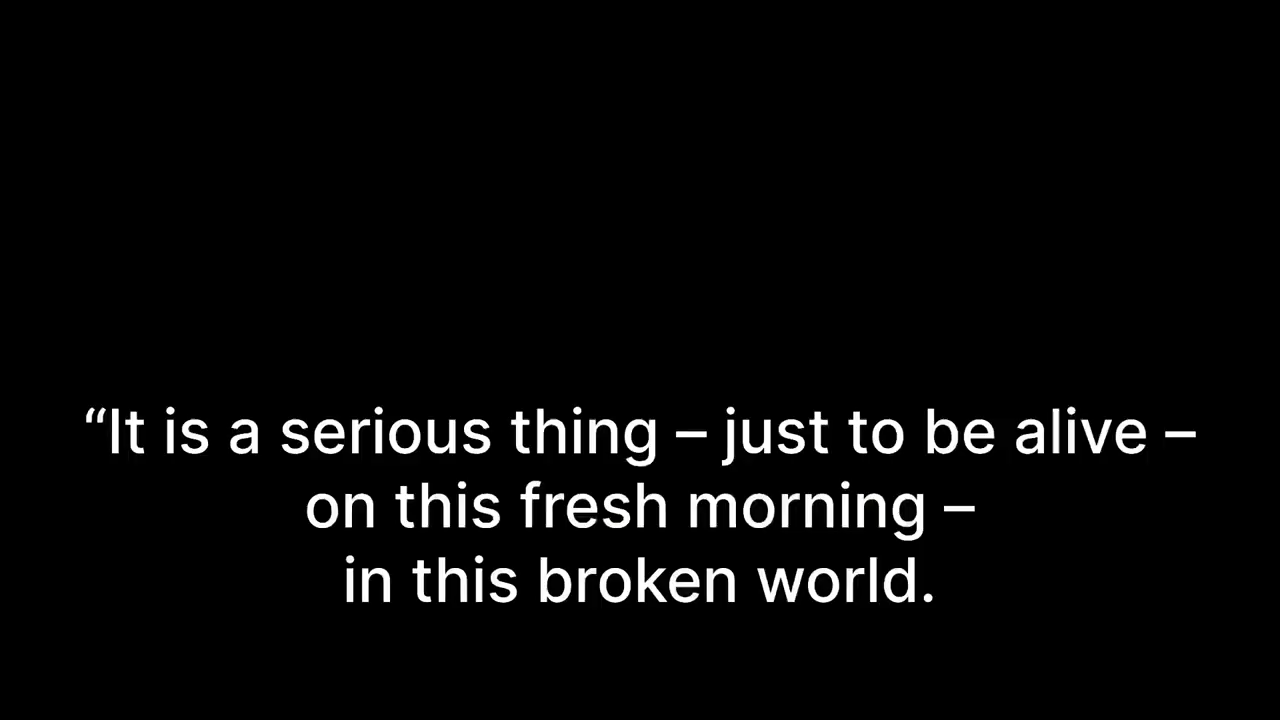 “It is a serious thing – just to be alive –
on this fresh morning –
in this broken world.